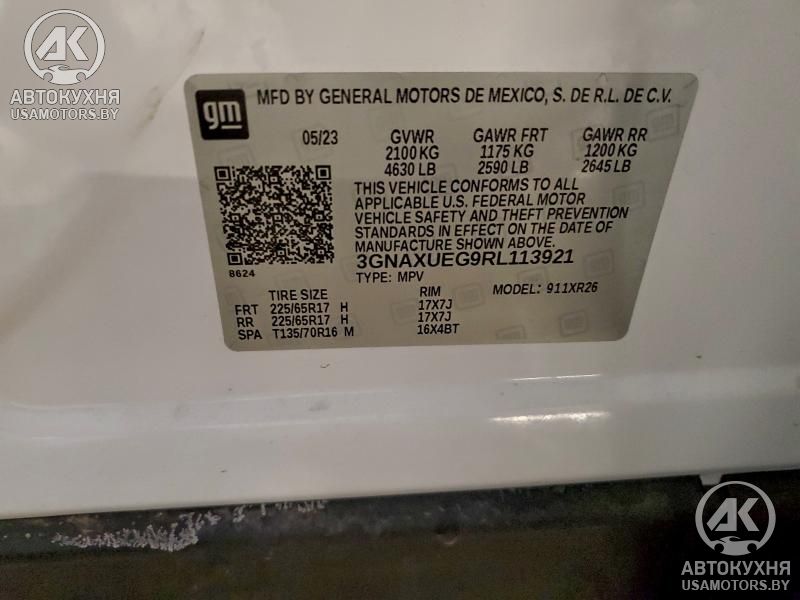 АК
АВТОКУХНЯ
USAMOTORS.BY
gm
MFD BY GENERAL MOTORS DE MEXICO, S. DE R.L. DE C.V.
05/23 GVWR GAWR FRT GAWR RR
2100 KG 1175 KG 1200 KG
4630 LB 2590 LB 2645 LB
THIS VEHICLE CONFORMS TO ALL
APPLICABLE U.S. FEDERAL MOTOR
VEHICLE SAFETY AND THEFT PREVENTION
STANDARDS IN EFFECT ON THE DATE OF
MANUFACTURE SHOWN ABOVE.
8624
3GNAXUEG9RL113921
TYPE: MPV
MODEL: 911XR26
TIRE SIZE RIM
FRT 225/65R17 H 17X7J
RR 225/65R17 H 17X7J
SPA T135/70R16 M 16X4BT
АК
АВТОКУХНЯ
USAMOTORS.BY